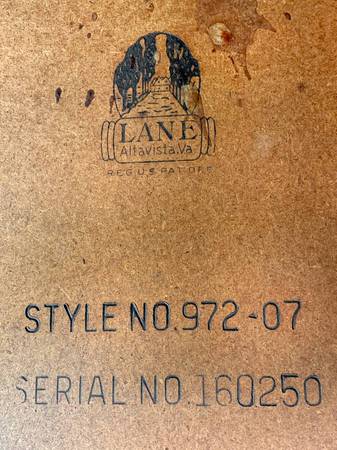 LANE
Altavista.Va.
REG.U.S.PAT.OFF.
STYLE NO.972-07
SERIAL NO.160250